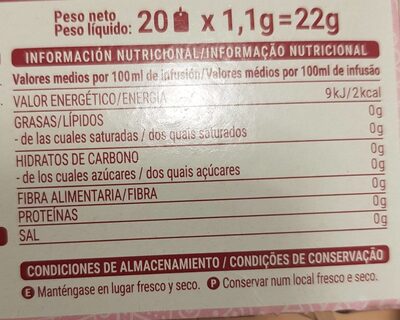 Peso neto
Peso líquido: 20 x 1,1g=22g
INFORMACIÓN NUTRICIONAL/INFORMAÇÃO NUTRICIONAL
Valores medios por 100ml de infusión/Valores médios por 100ml de infusão
VALOR ENERGÉTICO/ENERGIA 9kJ/2kcal
GRASAS/LÍPIDOS 0g
- de las cuales saturadas / dos quais saturados 0g
HIDRATOS DE CARBONO 0g
- de los cuales azúcares / dos quais açúcares 0g
FIBRA ALIMENTARIA/FIBRA 0g
PROTEÍNAS 0g
SAL 0g
CONDICIONES DE ALMACENAMIENTO / CONDIÇÕES DE CONSERVAÇÃO
E Manténgase en lugar fresco y seco. P Conservar num local fresco e seco.